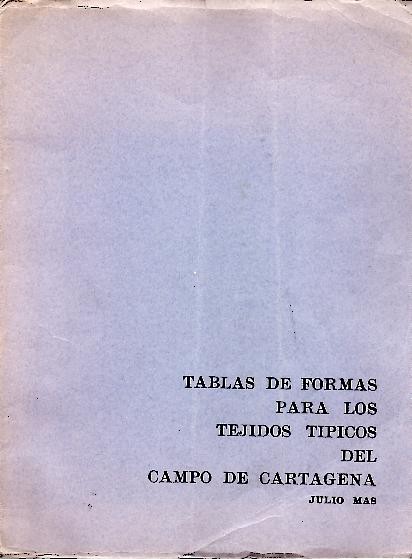 TABLAS DE FORMAS
PARA LOS
TEJIDOS TIPICOS
DEL
CAMPO DE CARTAGENA
JULIO MAS